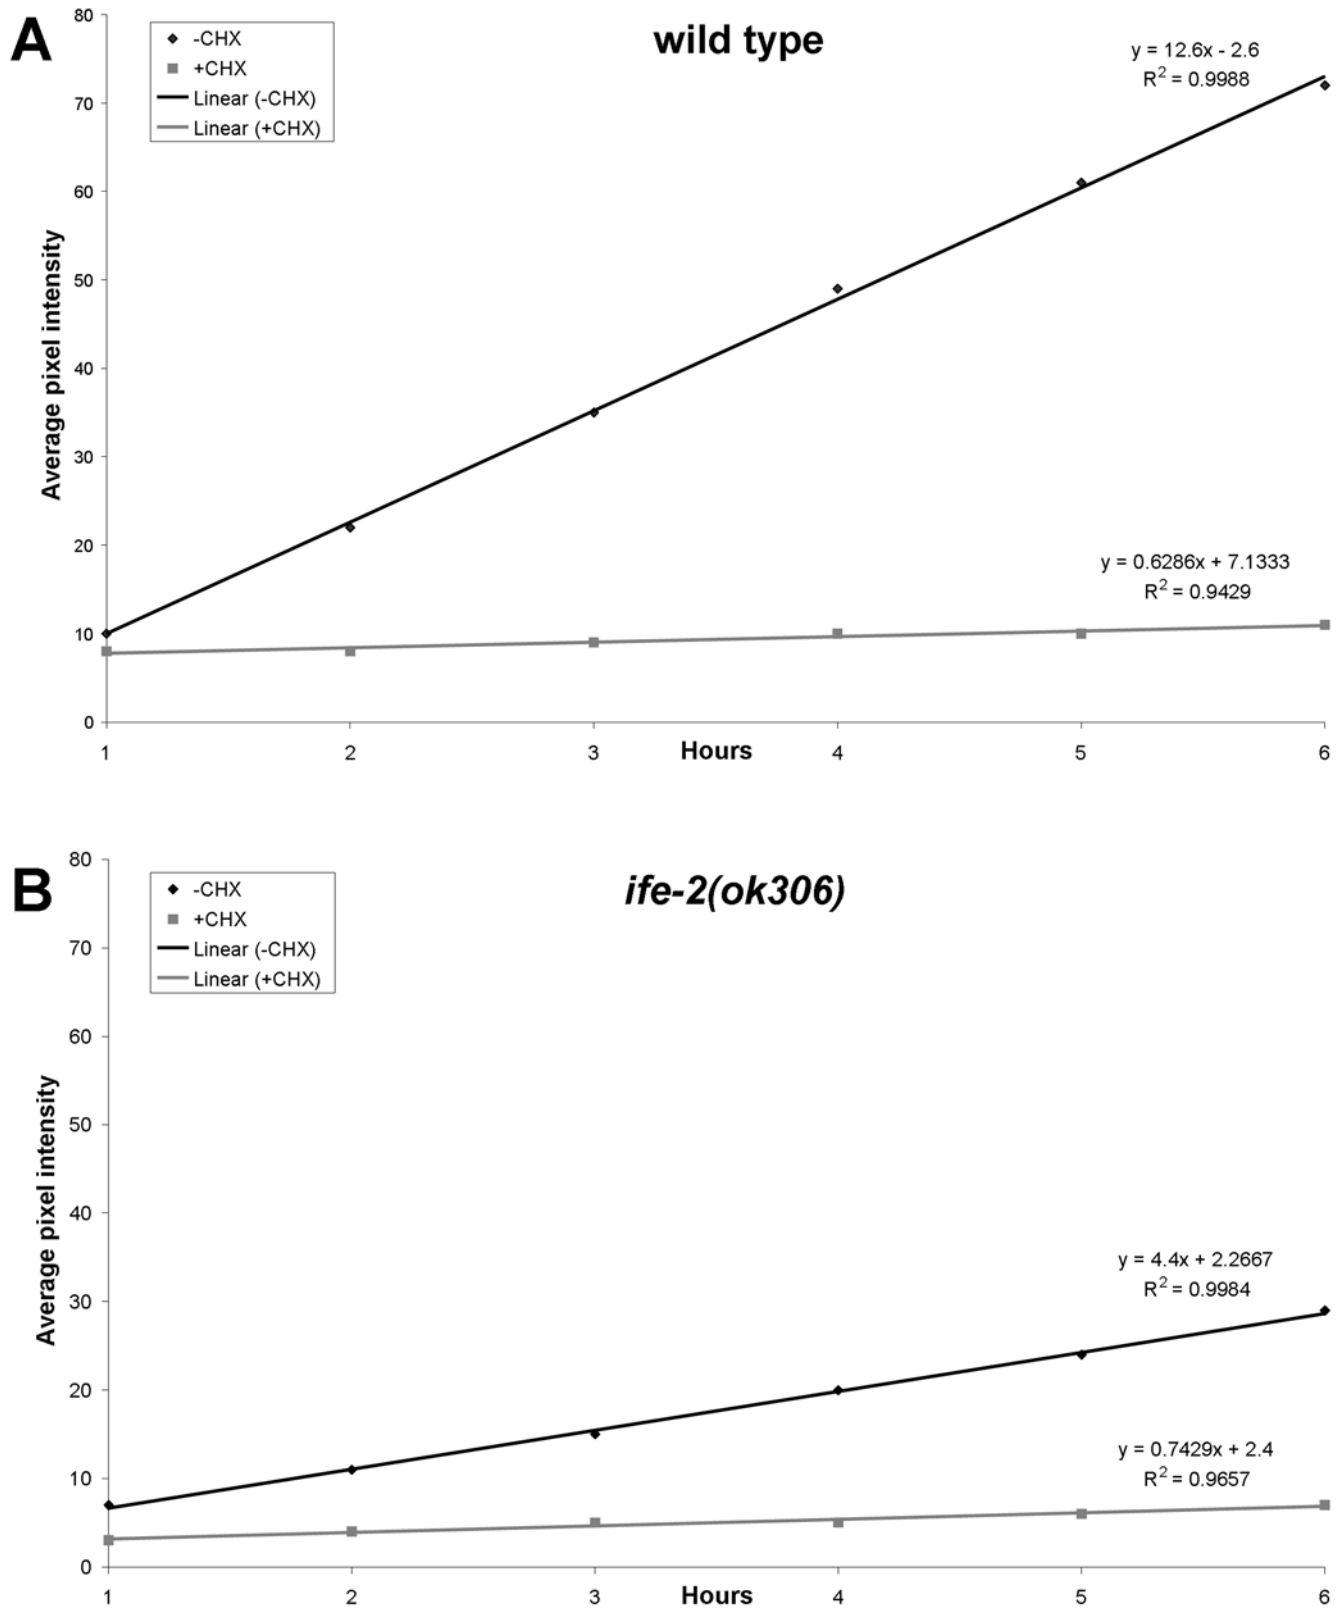 A
wild type
-CHX
+CHX
Linear (-CHX)
Linear (+CHX)
y = 12.6x - 2.6
R2 = 0.9988
y = 0.6286x + 7.1333
R2 = 0.9429
Average pixel intensity
80
70
60
50
40
30
20
10
0
1 2 3 4 5 6
Hours
B
ife-2(ok306)
-CHX
+CHX
Linear (-CHX)
Linear (+CHX)
y = 4.4x + 2.2667
R2 = 0.9984
y = 0.7429x + 2.4
R2 = 0.9657
Average pixel intensity
80
70
60
50
40
30
20
10
0
1 2 3 4 5 6
Hours